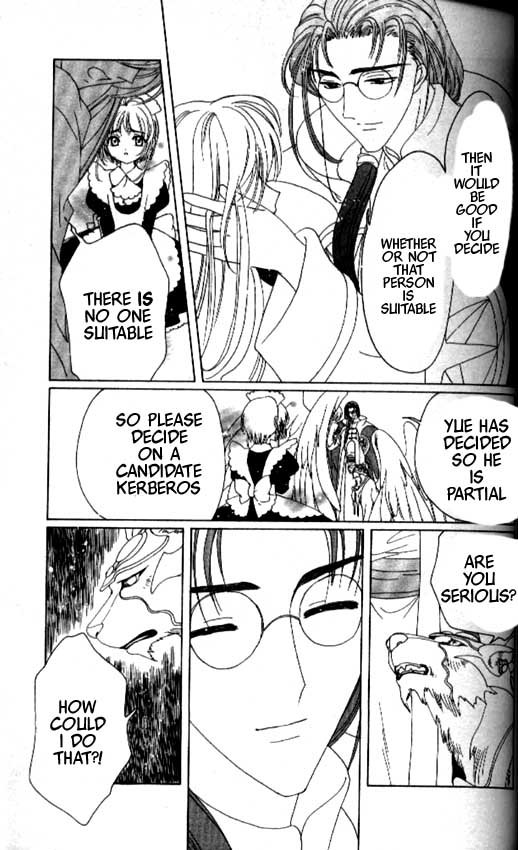 THEN
IT
WOULD
BE
GOOD
IF
YOU
DECIDE
WHETHER
OR NOT
THAT
PERSON
IS
SUITABLE
THERE IS
NO ONE
SUITABLE
YUE HAS
DECIDED
SO HE
IS
PARTIAL
SO PLEASE
DECIDE
ON A
CANDIDATE
KERBEROS
ARE
YOU
SERIOUS?
HOW
COULD
I DO
THAT?!